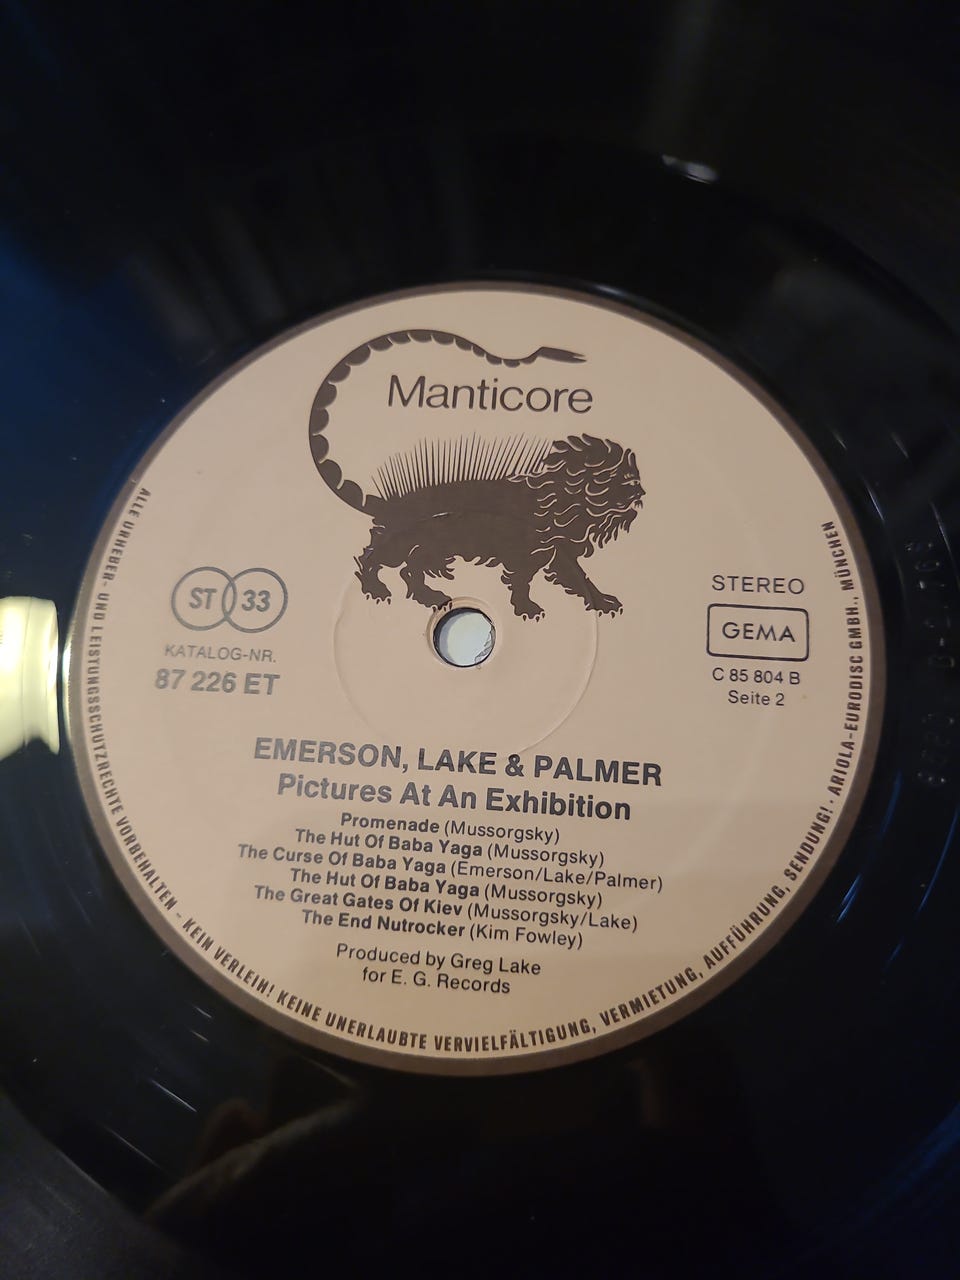 Manticore
ST 33
KATALOG-NR.
87 226 ET
STEREO
GEMA
C 85 804 B
Seite 2
EMERSON, LAKE & PALMER
Pictures At An Exhibition
Promenade (Mussorgsky)
The Hut Of Baba Yaga (Mussorgsky)
The Curse Of Baba Yaga (Emerson/Lake/Palmer)
The Hut Of Baba Yaga (Mussorgsky)
The Great Gates Of Kiev (Mussorgsky/Lake)
The End Nutrocker (Kim Fowley)
Produced by Greg Lake
for E. G. Records
ALLE URHEBER- UND LEISTUNGSSCHUTZRECHTE VORBEHALTEN - KEIN VERLEIH! KEINE UNERLAUBTE VERVIELFÄLTIGUNG, VERMIETUNG, AUFFÜHRUNG, SENDUNG! · ARIOLA-EURODISC GMBH., MÜNCHEN